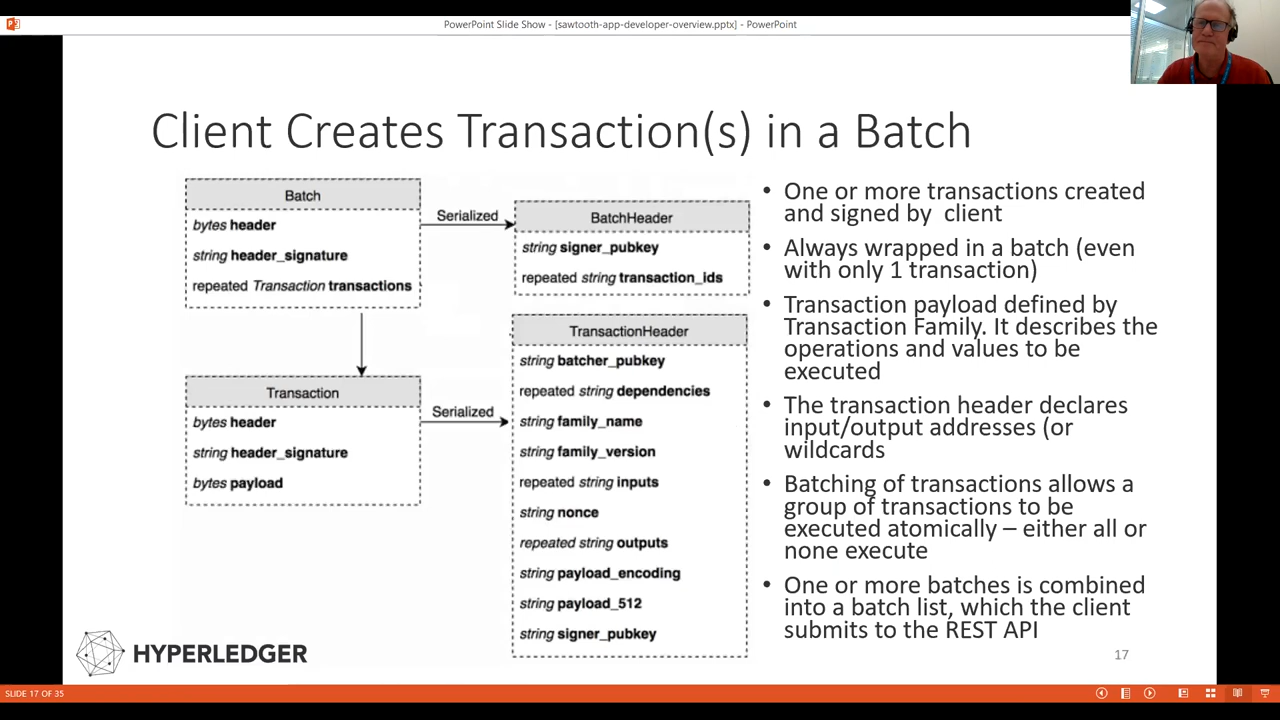 PowerPoint Slide Show - [sawtooth-app-developer-overview.pptx] - PowerPoint
Client Creates Transaction(s) in a Batch
Batch
bytes header
string header_signature
repeated Transaction transactions
Serialized
BatchHeader
string signer_pubkey
repeated string transaction_ids
Transaction
bytes header
string header_signature
bytes payload
Serialized
TransactionHeader
string batcher_pubkey
repeated string dependencies
string family_name
string family_version
repeated string inputs
string nonce
repeated string outputs
string payload_encoding
string payload_512
string signer_pubkey
• One or more transactions created
and signed by client
• Always wrapped in a batch (even
with only 1 transaction)
• Transaction payload defined by
Transaction Family. It describes the
operations and values to be
executed
• The transaction header declares
input/output addresses (or
wildcards
• Batching of transactions allows a
group of transactions to be
executed atomically – either all or
none execute
• One or more batches is combined
into a batch list, which the client
submits to the REST API
HYPERLEDGER
17
SLIDE 17 OF 35